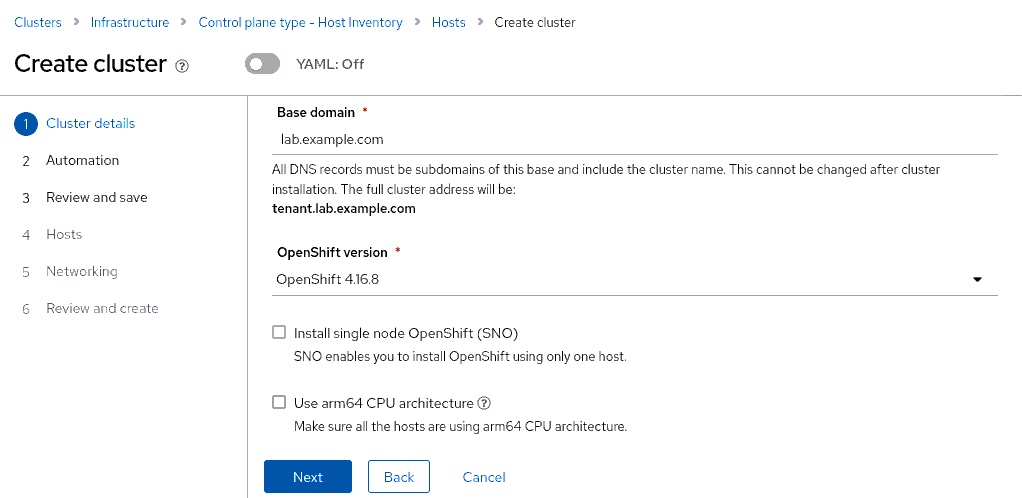 Clusters > Infrastructure > Control plane type - Host Inventory > Hosts > Create cluster
Create cluster ?
YAML: Off
1 Cluster details
2 Automation
3 Review and save
4 Hosts
5 Networking
6 Review and create
Base domain *
lab.example.com
All DNS records must be subdomains of this base and include the cluster name. This cannot be changed after cluster
installation. The full cluster address will be:
tenant.lab.example.com
OpenShift version *
OpenShift 4.16.8
Install single node OpenShift (SNO)
SNO enables you to install OpenShift using only one host.
Use arm64 CPU architecture ?
Make sure all the hosts are using arm64 CPU architecture.
Next
Back
Cancel